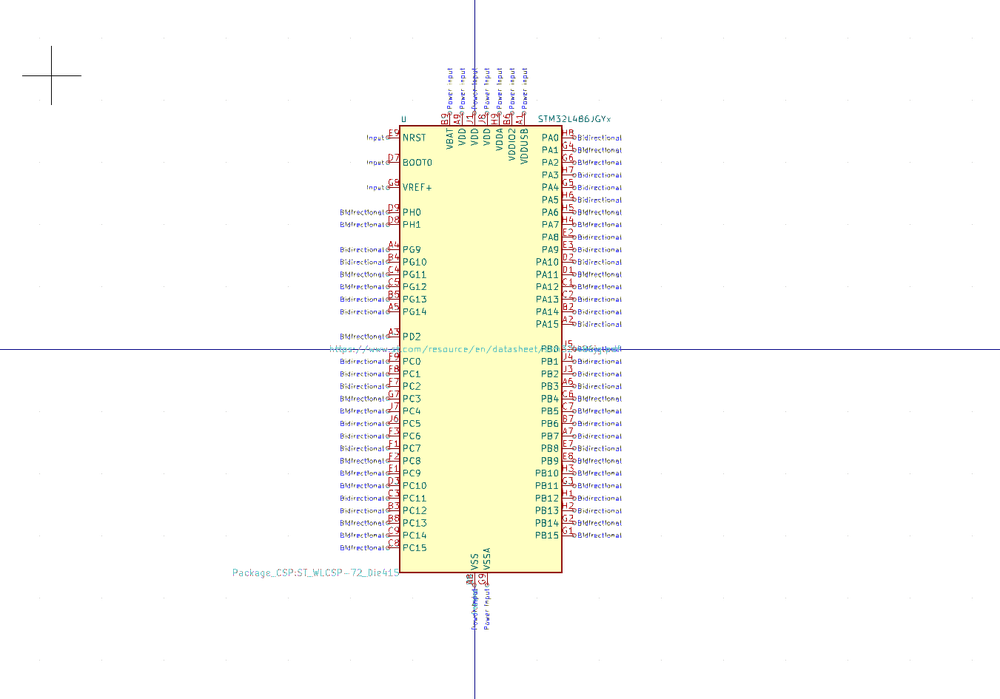 U STM32L486JGYx
Power Input Power Input Power Input Power Input Power Input Power Input Power Input
B9 A9 J1 J8 H9 B6 A1
VBAT VDD VDD VDD VDDA VDDIO2 VDDUSB
Input NRST PA0 H8 Bidirectional
PA1 G4 Bidirectional
Input D7 BOOT0 PA2 G6 Bidirectional
PA3 H7 Bidirectional
Input G8 VREF+ PA4 G5 Bidirectional
PA5 H6 Bidirectional
Bidirectional D9 PH0 PA6 H5 Bidirectional
Bidirectional D8 PH1 PA7 H4 Bidirectional
PA8 E2 Bidirectional
Bidirectional A4 PG9 PA9 E3 Bidirectional
Bidirectional B4 PG10 PA10 D2 Bidirectional
Bidirectional C4 PG11 PA11 D1 Bidirectional
Bidirectional C5 PG12 PA12 C1 Bidirectional
Bidirectional B5 PG13 PA13 C2 Bidirectional
Bidirectional A5 PG14 PA14 B2 Bidirectional
PA15 A2 Bidirectional
Bidirectional A3 PD2
https://www.st.com/resource/en/datasheet/ PB0 J5
Bidirectional PC0 PB1 J4 Bidirectional
Bidirectional F8 PC1 PB2 J3 Bidirectional
Bidirectional F7 PC2 PB3 A6 Bidirectional
Bidirectional G7 PC3 PB4 C6 Bidirectional
Bidirectional J7 PC4 PB5 C7 Bidirectional
Bidirectional J6 PC5 PB6 B7 Bidirectional
Bidirectional F3 PC6 PB7 A7 Bidirectional
Bidirectional F1 PC7 PB8 E7 Bidirectional
Bidirectional F2 PC8 PB9 E8 Bidirectional
Bidirectional E1 PC9 PB10 H3 Bidirectional
Bidirectional D3 PC10 PB11 G3 Bidirectional
Bidirectional C3 PC11 PB12 H1 Bidirectional
Bidirectional B3 PC12 PB13 H2 Bidirectional
Bidirectional B8 PC13 PB14 G2 Bidirectional
Bidirectional C9 PC14 PB15 G1 Bidirectional
Bidirectional C8 PC15
VSS VSSA
Package_CSP:ST_WLCSP-72_Die415
G9
Power Input